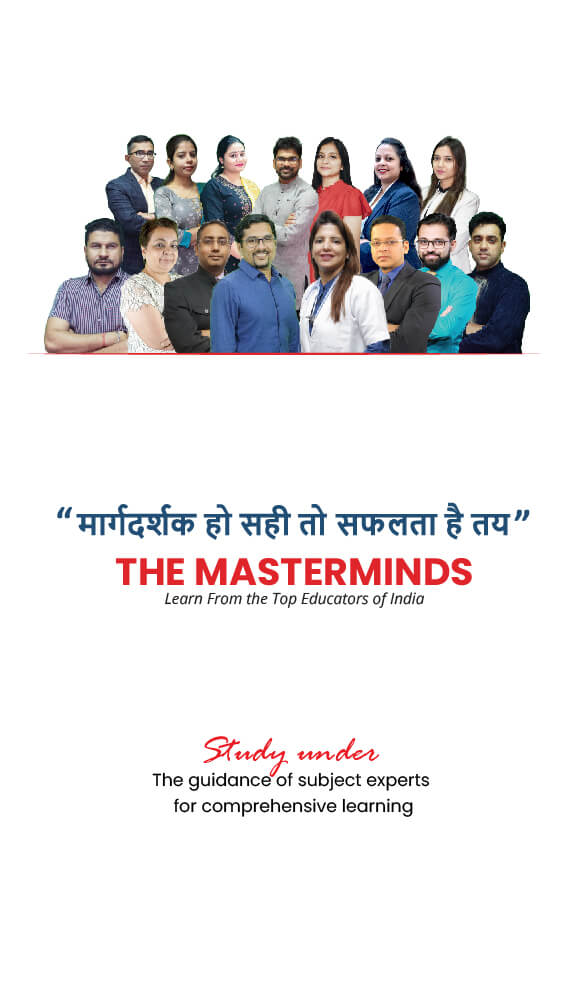 “मार्गदर्शक हो सही तो सफलता है तय”
THE MASTERMINDS
Learn From the Top Educators of India
Study under
The guidance of subject experts
for comprehensive learning